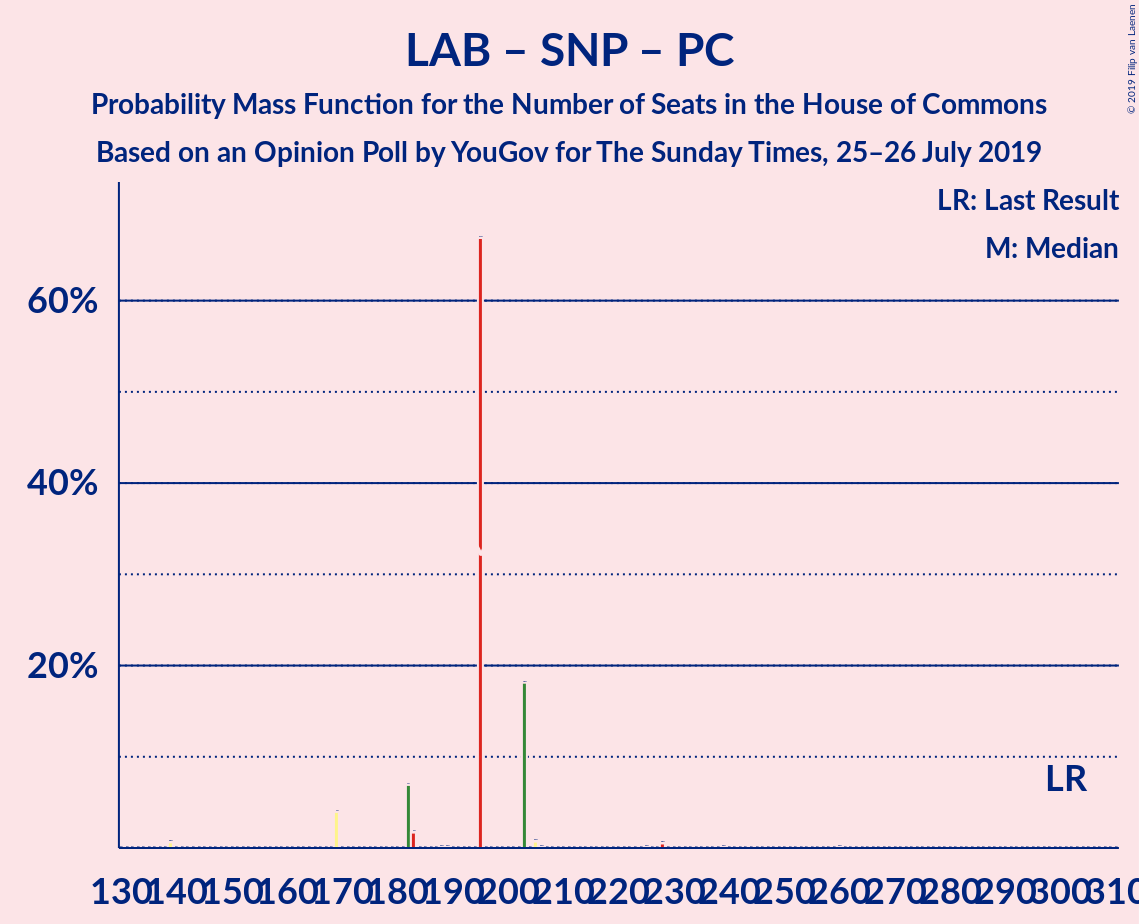 LAB – SNP – PC
Probability Mass Function for the Number of Seats in the House of Commons
Based on an Opinion Poll by YouGov for The Sunday Times, 25–26 July 2019
© 2019 Filip van Laenen
LR: Last Result
M: Median
60%
40%
20%
LR
130 140 150 160 170 180 190 200 210 220 230 240 250 260 270 280 290 300 310